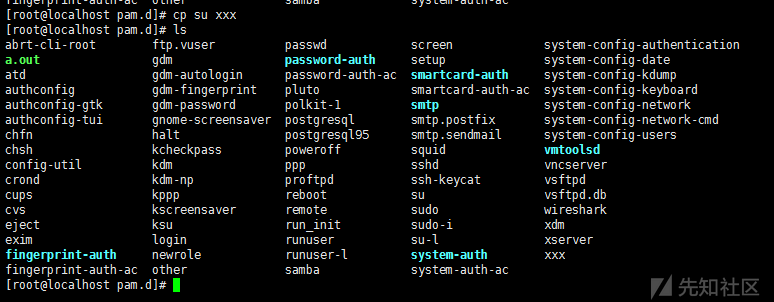 fingerprint-auth-ac other samba system-auth-ac
[root@localhost pam.d]# cp su xxx
[root@localhost pam.d]# ls
abrt-cli-root ftp.vuser passwd screen system-config-authentication
a.out gdm password-auth setup system-config-date
atd gdm-autologin password-auth-ac smartcard-auth system-config-kdump
authconfig gdm-fingerprint pluto smartcard-auth-ac system-config-keyboard
authconfig-gtk gdm-password polkit-1 smtp system-config-network
authconfig-tui gnome-screensaver postgresql smtp.postfix system-config-network-cmd
chfn halt postgresql95 smtp.sendmail system-config-users
chsh kcheckpass poweroff squid vmtoolsd
config-util kdm ppp sshd vncserver
crond kdm-np proftpd ssh-keycat vsftpd
cups kppp reboot su vsftpd.db
cvs kscreensaver remote sudo wireshark
eject ksu run_init sudo-i xdm
exim login runuser su-l xserver
fingerprint-auth newrole runuser-l system-auth xxx
fingerprint-auth-ac other samba system-auth-ac
[root@localhost pam.d]#
先知社区